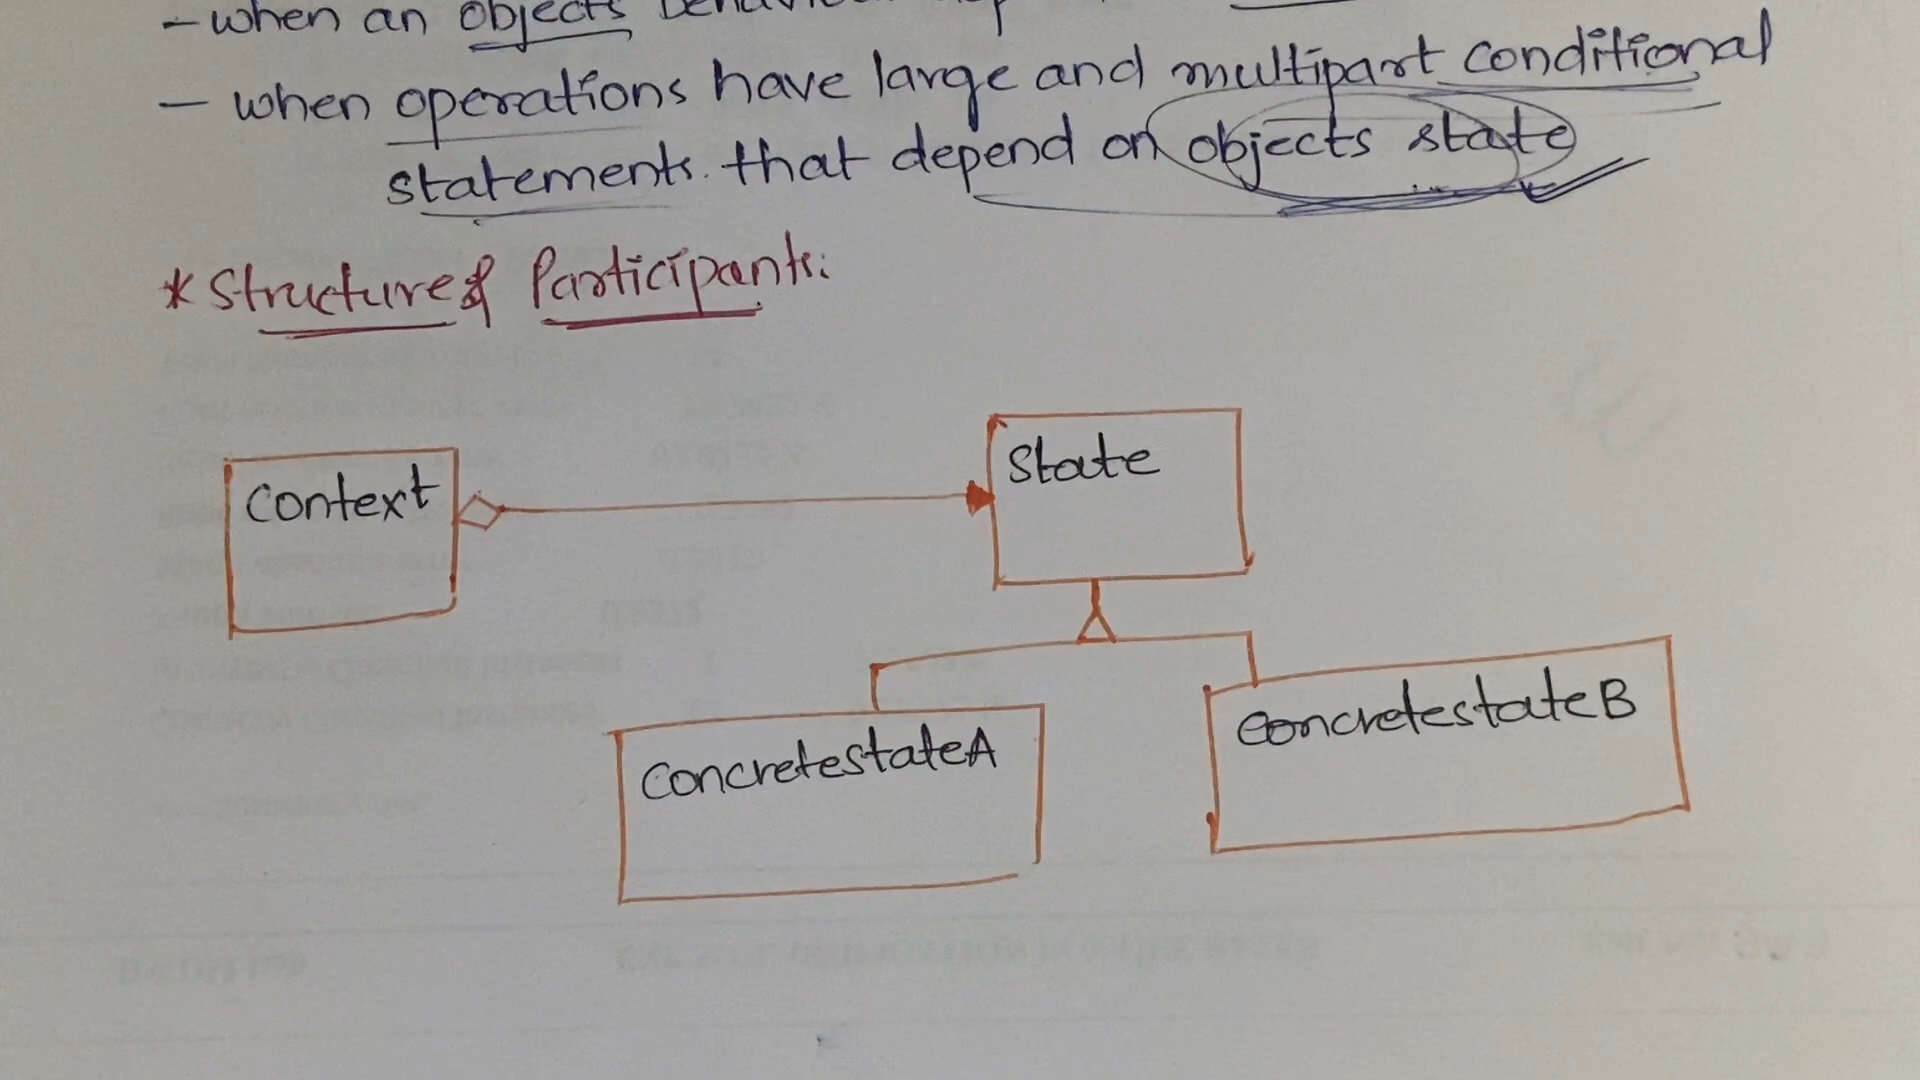 - when an objects
- when operations have large and multipart conditional
statements that depend on objects state
* Structure & Participants:
Context
State
ConcretestateA
ConcretestateB